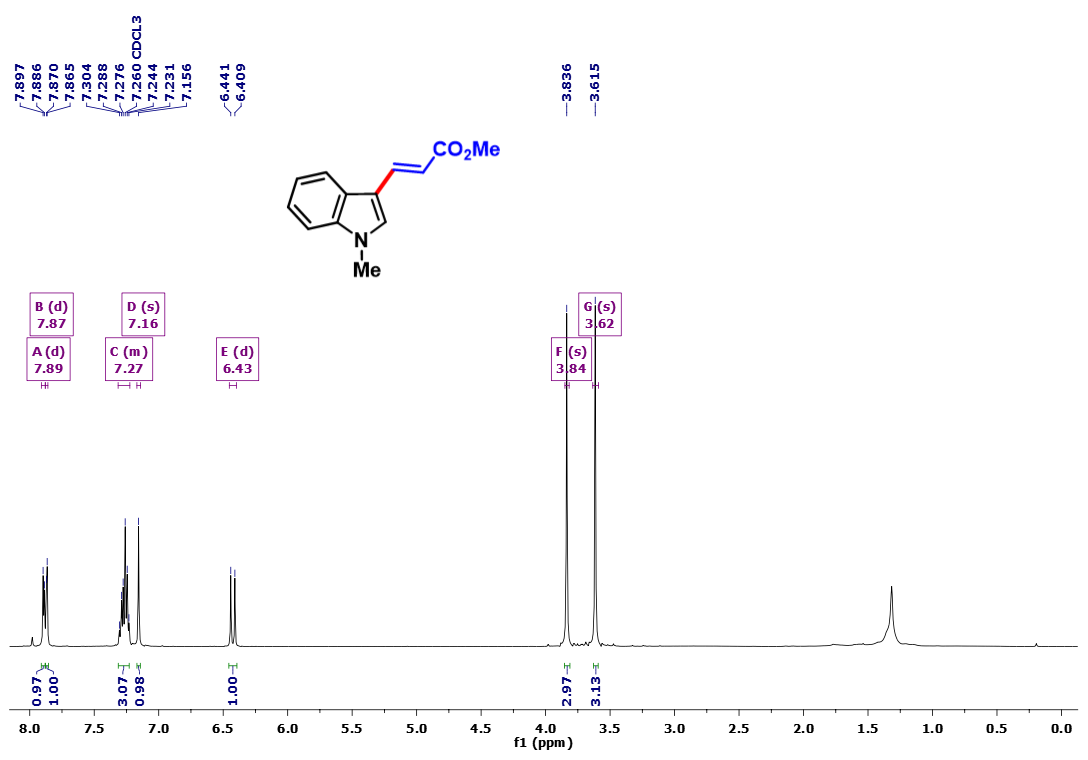 7.897
7.886
7.870
7.865
7.304
7.288
7.276
7.260 CDCL3
7.244
7.231
7.156
6.441
6.409
3.836
3.615
CO2Me
N
Me
B (d)
7.87
D (s)
7.16
G (s)
3.62
A (d)
7.89
C (m)
7.27
E (d)
6.43
F (s)
3.84
0.97
1.00
3.07
0.98
1.00
2.97
3.13
8.0 7.5 7.0 6.5 6.0 5.5 5.0 4.5 4.0 3.5 3.0 2.5 2.0 1.5 1.0 0.5 0.0
f1 (ppm)